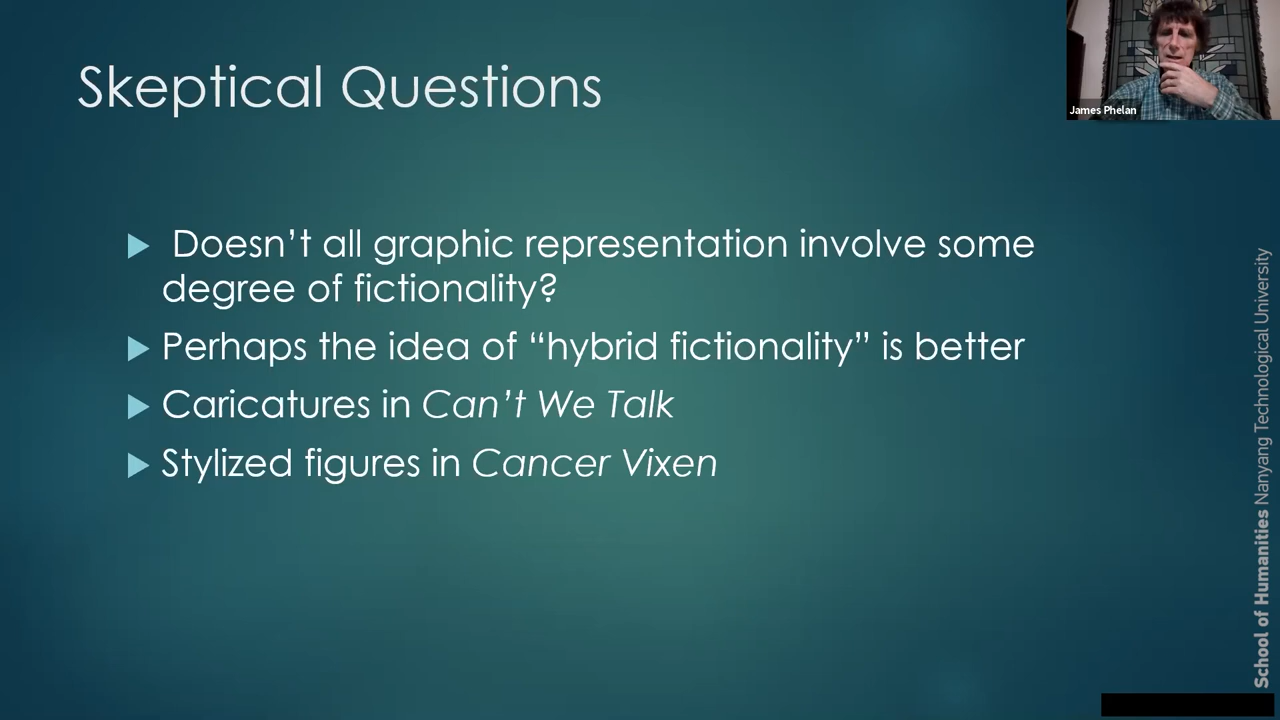 Skeptical Questions
James Phelan
Doesn’t all graphic representation involve some
degree of fictionality?
Perhaps the idea of “hybrid fictionality” is better
Caricatures in Can’t We Talk
Stylized figures in Cancer Vixen
School of Humanities Nanyang Technological University